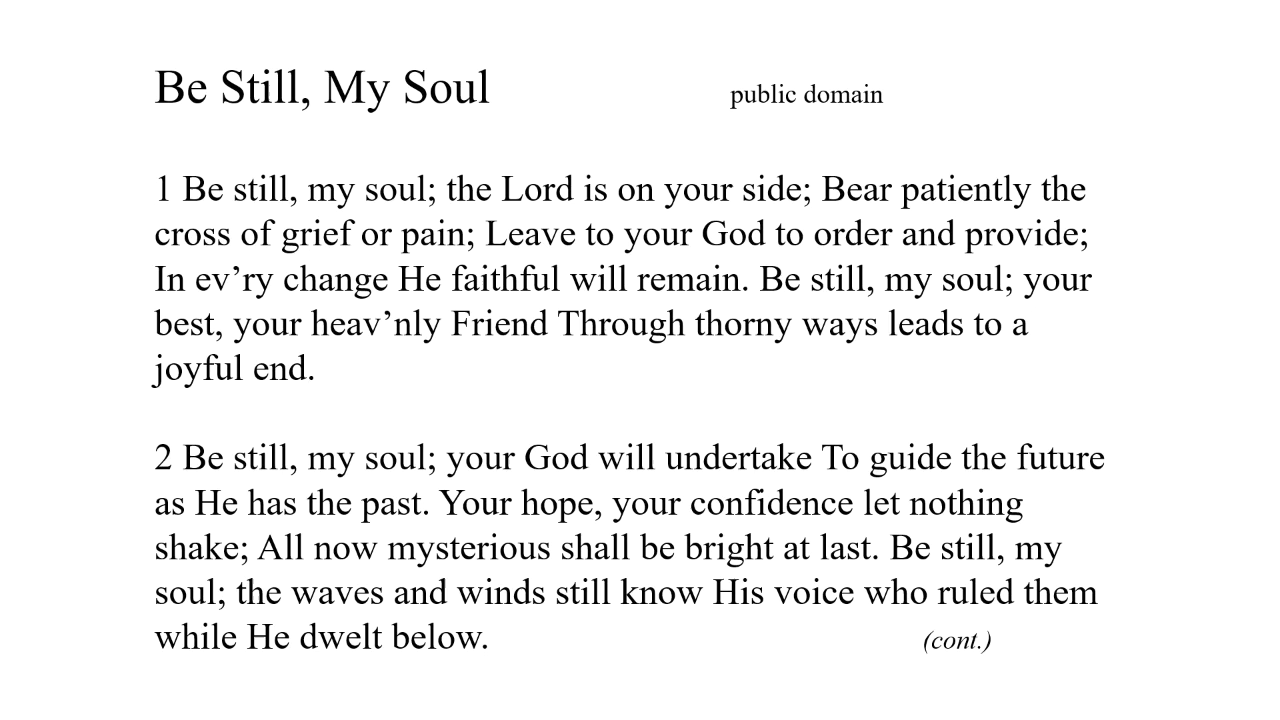 Be Still, My Soul public domain
1 Be still, my soul; the Lord is on your side; Bear patiently the
cross of grief or pain; Leave to your God to order and provide;
In ev’ry change He faithful will remain. Be still, my soul; your
best, your heav’nly Friend Through thorny ways leads to a
joyful end.
2 Be still, my soul; your God will undertake To guide the future
as He has the past. Your hope, your confidence let nothing
shake; All now mysterious shall be bright at last. Be still, my
soul; the waves and winds still know His voice who ruled them
while He dwelt below. (cont.)